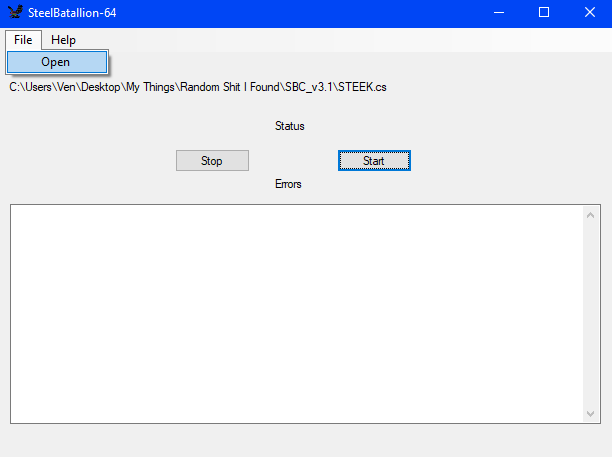 SteelBatallion-64
File Help
Open
C:\Users\Ven\Desktop\My Things\Random Shit I Found\SBC_v3.1\STEEK.cs
Status
Stop Start
Errors